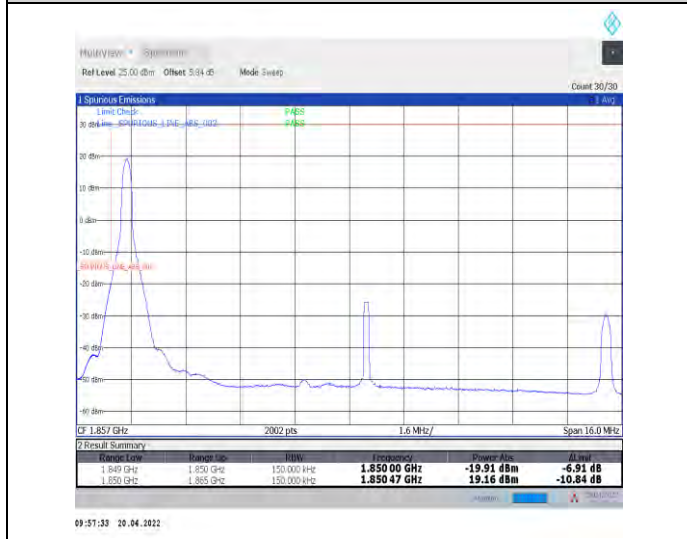 MultiView
Ref Level 25.00 dBm Offset 5.94 dB Mode Sweep
Count 30/30
1 Spurious Emissions 1 Avg
Limit Check PASS
30 dBm Line _SPURIOUS_LINE_ABS_002 PASS
20 dBm
10 dBm
0 dBm
-10 dBm
-20 dBm
-30 dBm
-40 dBm
-50 dBm
-60 dBm
CF 1.857 GHz 2002 pts 1.6 MHz/ Span 16.0 MHz
2 Result Summary
Range Low Range Up RBW Frequency Power Abs ΔLimit
1.849 GHz 1.850 GHz 150.000 kHz 1.850 00 GHz -19.91 dBm -6.91 dB
1.850 GHz 1.865 GHz 150.000 kHz 1.850 47 GHz 19.16 dBm -10.84 dB
09:57:33 20.04.2022